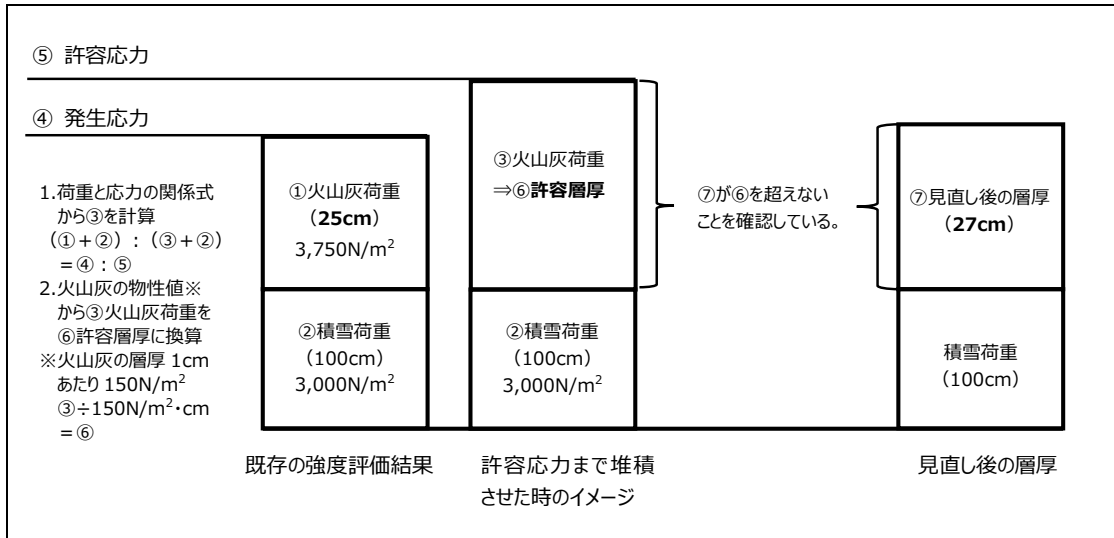 ⑤ 許容応力
④ 発生応力
1.荷重と応力の関係式
から③を計算
(①+②):(③+②)
=④:⑤
2.火山灰の物性値※
から③火山灰荷重を
⑥許容層厚に換算
※火山灰の層厚 1cm
あたり 150N/m²
③÷150N/m²・cm
=⑥
①火山灰荷重
(25cm)
3,750N/m²
②積雪荷重
(100cm)
3,000N/m²
既存の強度評価結果
③火山灰荷重
⇒⑥許容層厚
②積雪荷重
(100cm)
3,000N/m²
許容応力まで堆積
させた時のイメージ
⑦が⑥を超えない
ことを確認している。
⑦見直し後の層厚
(27cm)
積雪荷重
(100cm)
見直し後の層厚